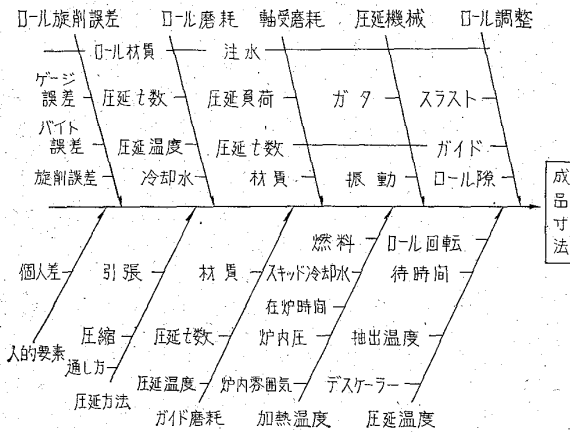 ロール旋削誤差 ロール磨耗 軸受磨耗 圧延機械 ロール調整
ロール材質 注水
ゲージ
誤差 圧延t数 圧延負荷 ガタ スラスト
バイト
誤差 圧延温度 圧延t数 ガイド
旋削誤差 冷却水 材質 振動 ロール隙
成品寸法
燃料 ロール回転
個人差 引張 材質 スキッド冷却水 待時間
在炉時間
圧縮 圧延t数 炉内圧 抽出温度
人的要素 通し方
圧延温度 炉内雰囲気 デスケーラー
圧延方法
ガイド磨耗 加熱温度 圧延温度